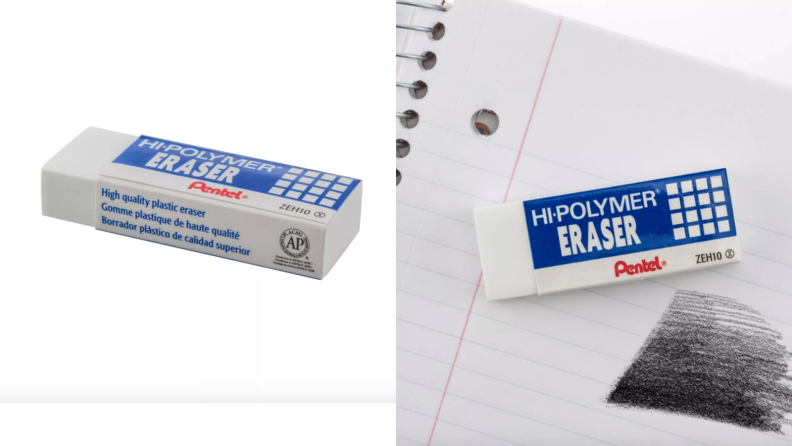 HI-POLYMER®
ERASER
Pentel®
ZEH10
High quality plastic eraser
Gomme plastique de haute qualité
Borrador plástico de calidad superior
AP
HI-POLYMER®
ERASER
Pentel®
ZEH10